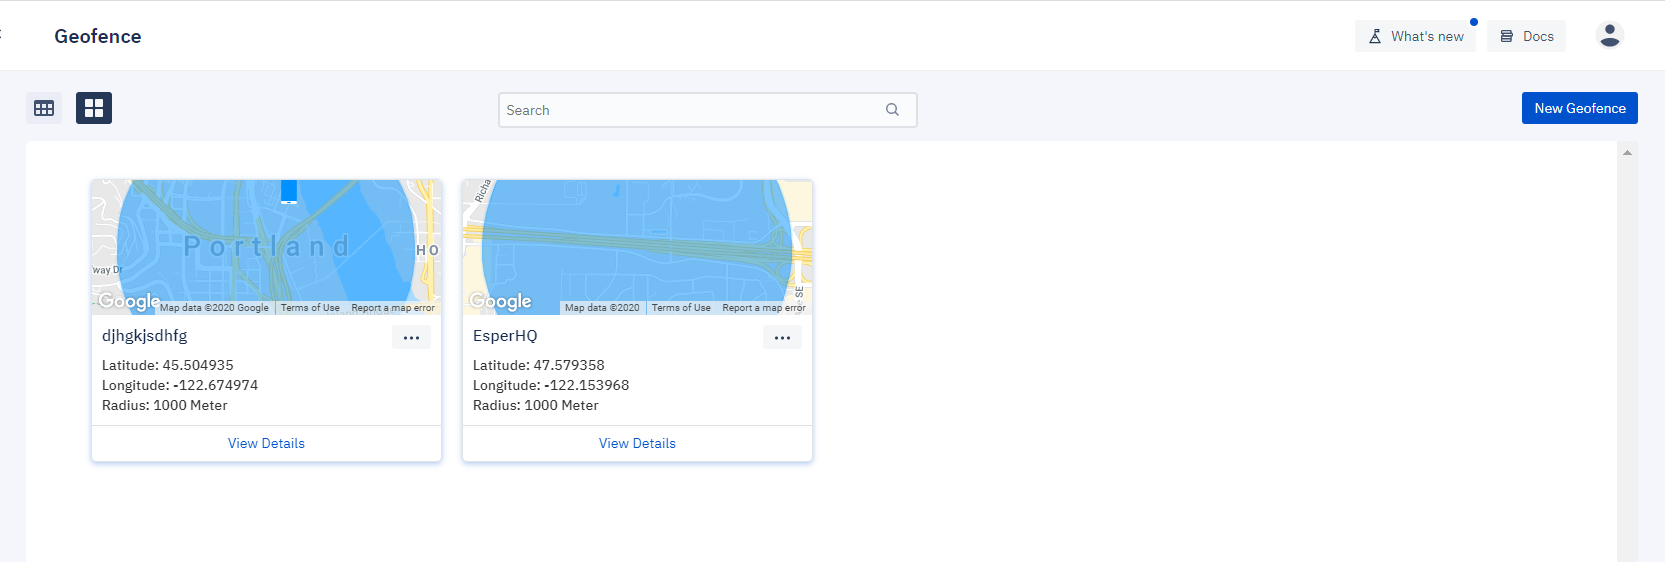 Geofence
What's new
Docs
Search
New Geofence
Portland
HO
way Dr
Google
Map data ©2020 Google
Terms of Use
Report a map error
djhgkjsdhfg
Latitude: 45.504935
Longitude: -122.674974
Radius: 1000 Meter
View Details
Richa
SE
Google
Map data ©2020
Terms of Use
Report a map error
EsperHQ
Latitude: 47.579358
Longitude: -122.153968
Radius: 1000 Meter
View Details